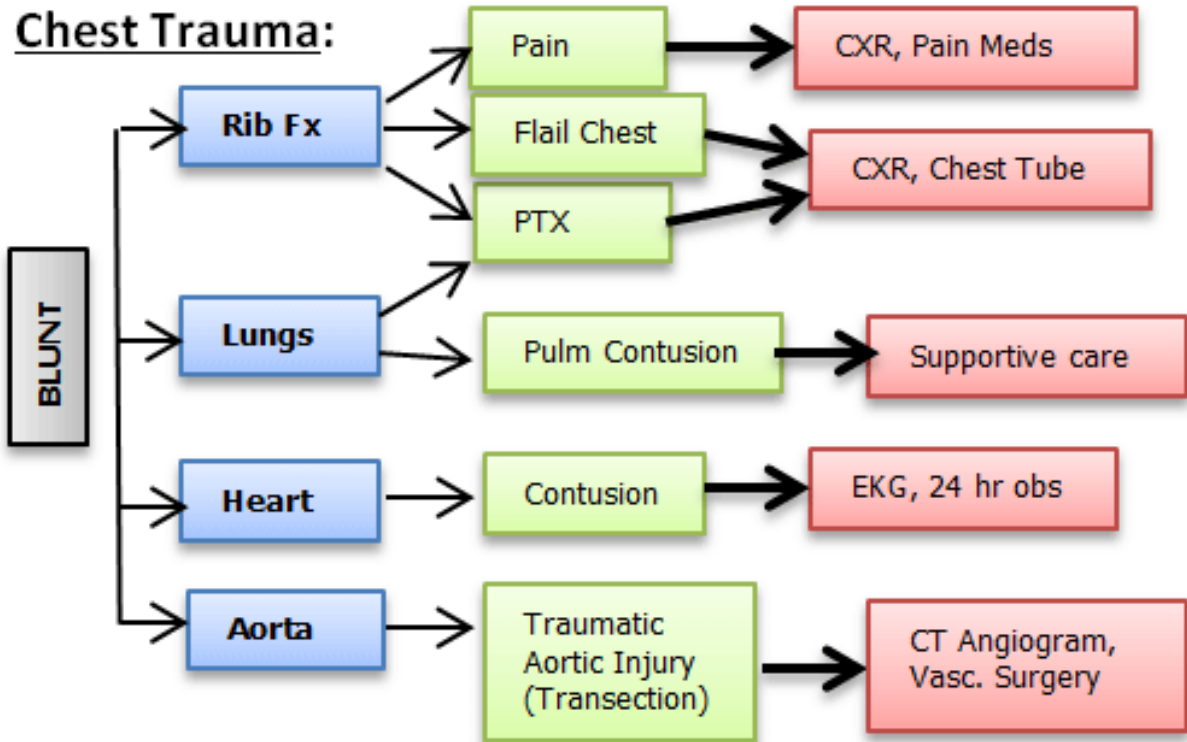 Chest Trauma:
BLUNT
Rib Fx
Pain
CXR, Pain Meds
Flail Chest
PTX
CXR, Chest Tube
Lungs
Pulm Contusion
Supportive care
Heart
Contusion
EKG, 24 hr obs
Aorta
Traumatic
Aortic Injury
(Transection)
CT Angiogram,
Vasc. Surgery